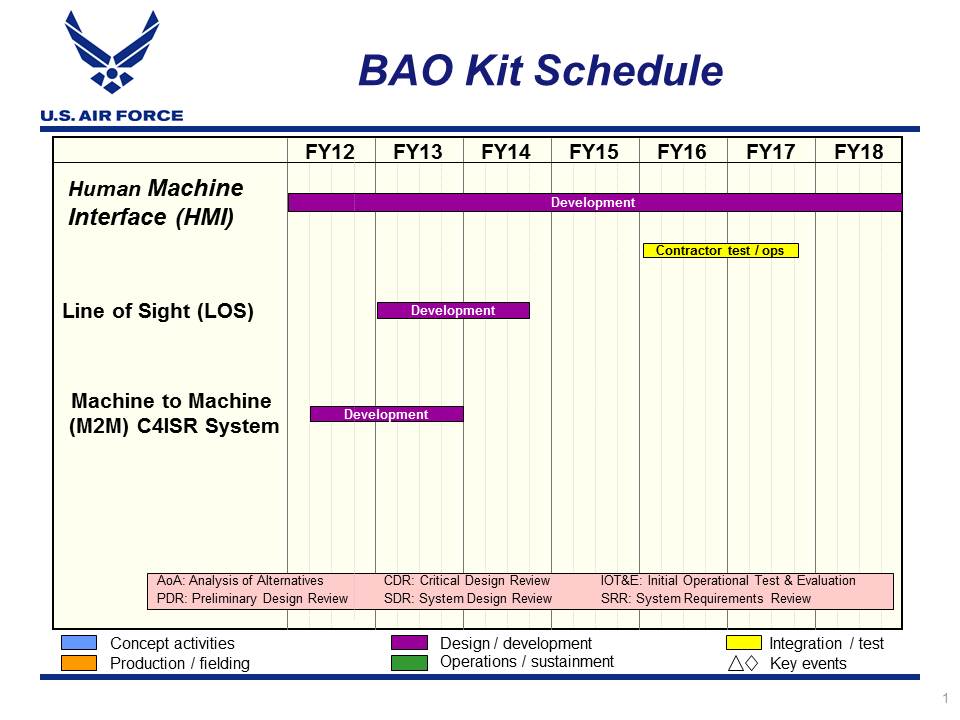 BAO Kit Schedule
U.S. AIR FORCE
FY12 FY13 FY14 FY15 FY16 FY17 FY18
Human Machine
Interface (HMI)
Development
Contractor test / ops
Line of Sight (LOS)
Development
Machine to Machine
(M2M) C4ISR System
Development
AoA: Analysis of Alternatives CDR: Critical Design Review IOT&E: Initial Operational Test & Evaluation
PDR: Preliminary Design Review SDR: System Design Review SRR: System Requirements Review
Concept activities Design / development Integration / test
Production / fielding Operations / sustainment Key events
1